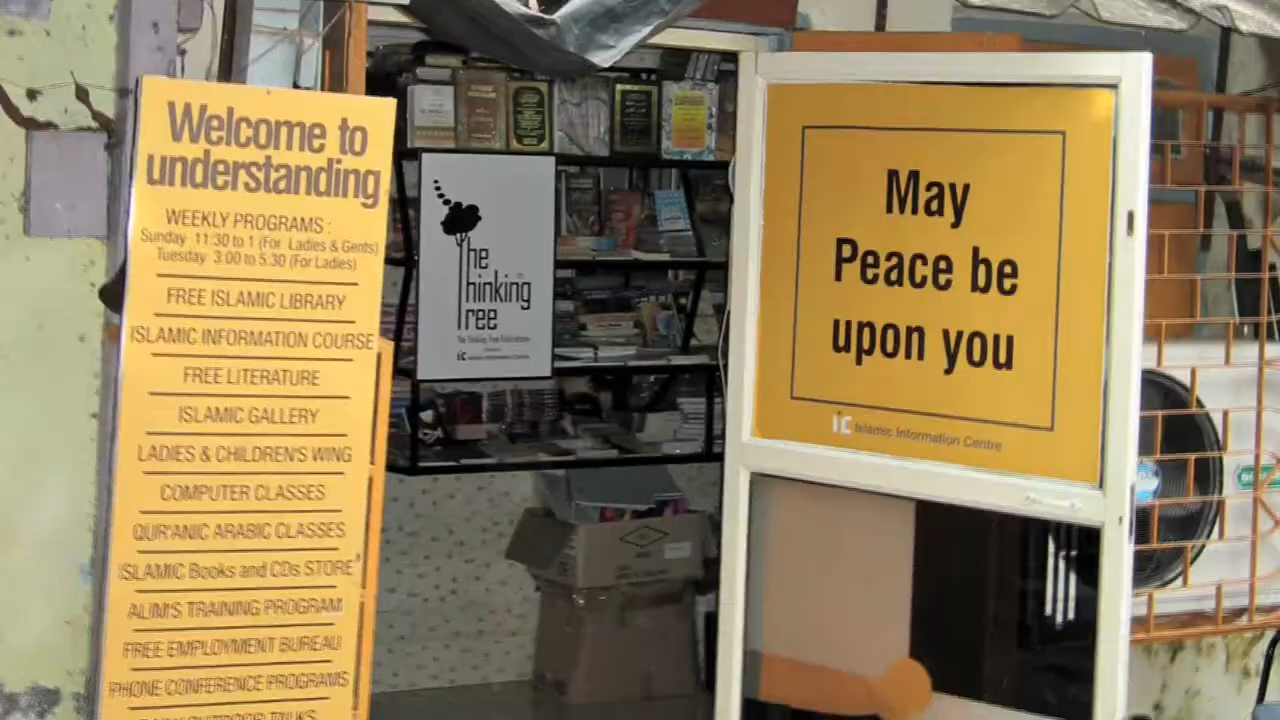 Welcome to
understanding
WEEKLY PROGRAMS :
Sunday 11:30 to 1 (For Ladies & Gents)
Tuesday 3:00 to 5:30 (For Ladies)
FREE ISLAMIC LIBRARY
ISLAMIC INFORMATION COURSE
FREE LITERATURE
ISLAMIC GALLERY
LADIES & CHILDREN'S WING
COMPUTER CLASSES
QUR'ANIC ARABIC CLASSES
ISLAMIC Books and CDs STORE
ALIM'S TRAINING PROGRAM
FREE EMPLOYMENT BUREAU
PHONE CONFERENCE PROGRAMS
The
Thinking
Tree
The Thinking Tree Publications
ic Islamic Information Centre
May
Peace be
upon you
ic Islamic Information Centre